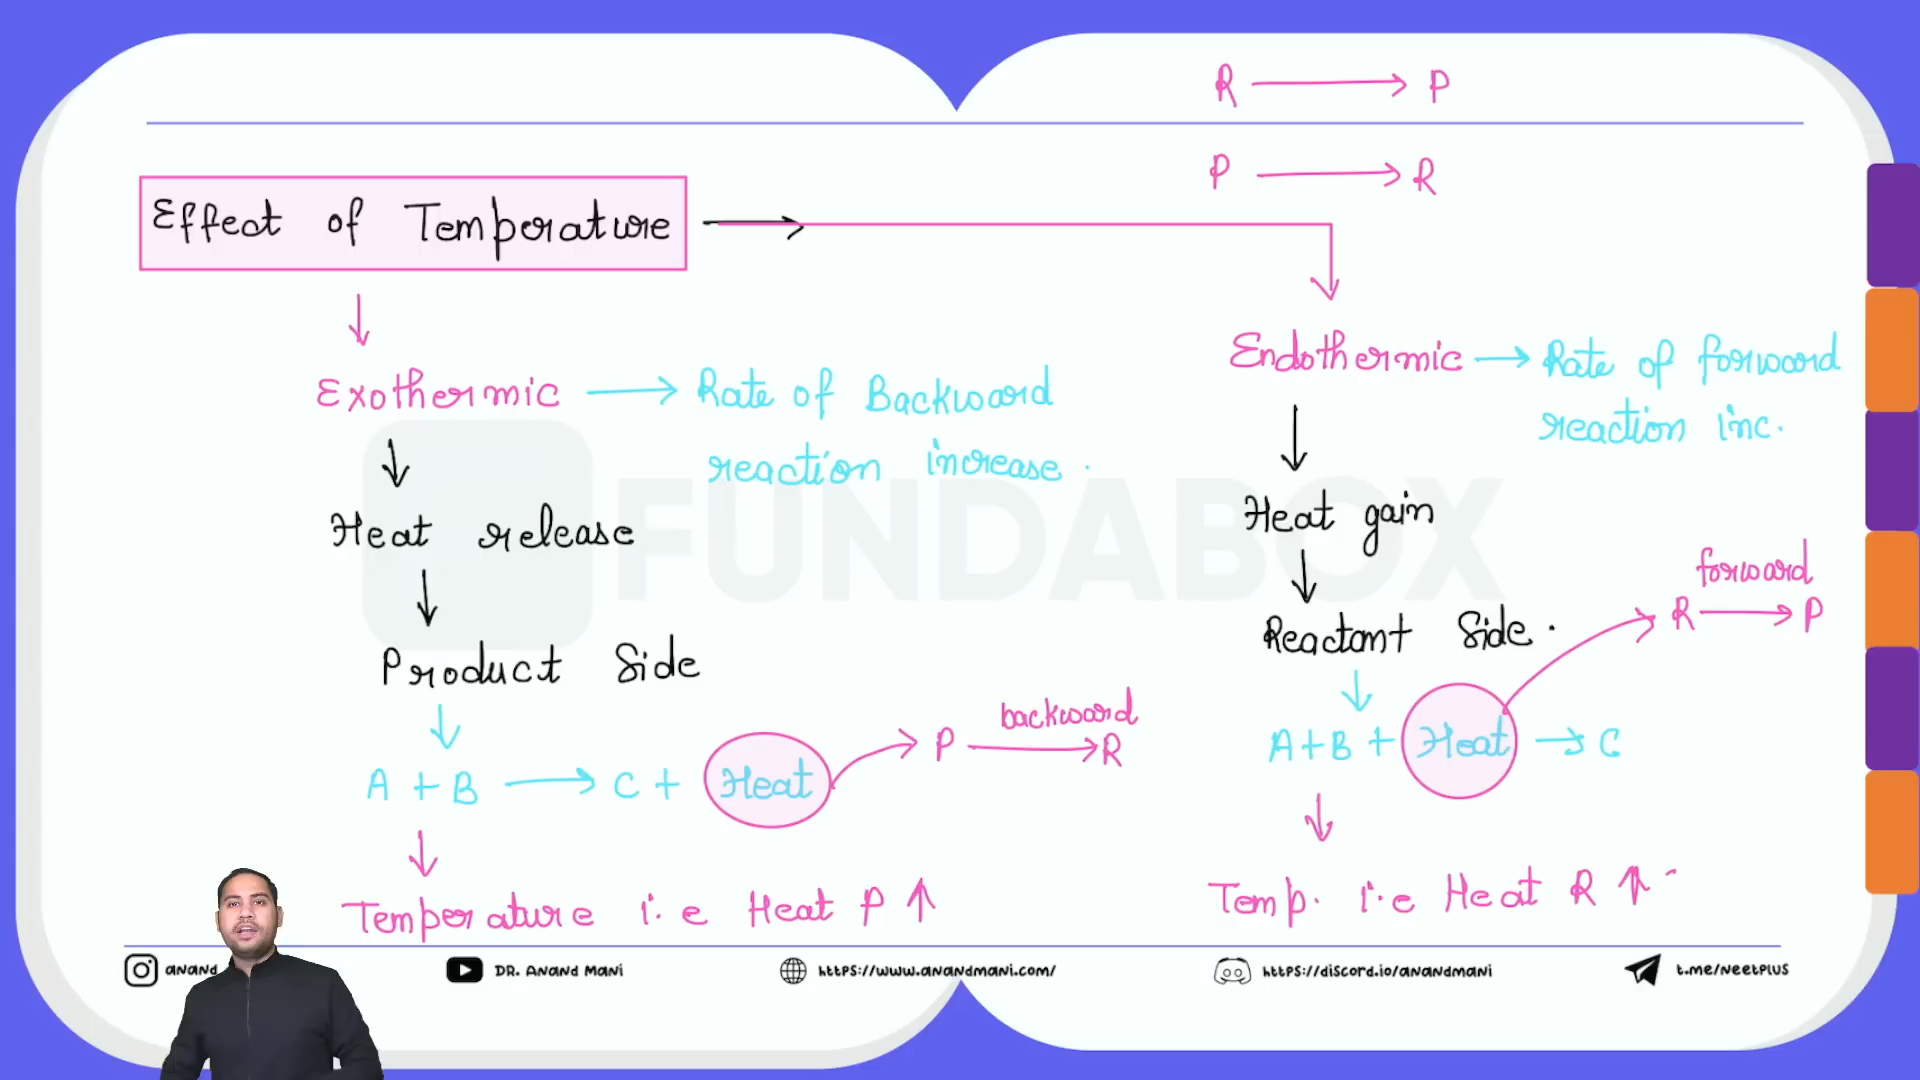 R → P
P → R
Effect of Temperature →
Exothermic → Rate of Backward
reaction increase.
Heat release
Product Side
A + B → C + Heat
P → R
backward
Temperature i.e Heat P ↑
Endothermic → Rate of forward
reaction inc.
Heat gain
Reactant Side.
A+B + Heat → C
forward
R → P
Temp. i.e Heat R ↑
FUNDABOX
ANAND
DR. ANAND MANI
https://www.anandmani.com/
https://discord.io/anandmani
t.me/NEETPLUS